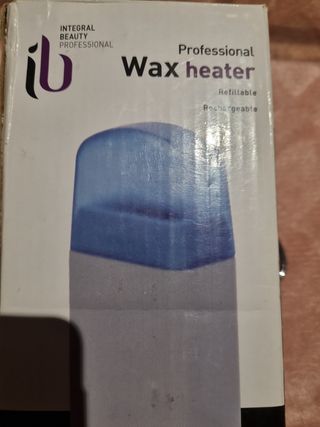 INTEGRAL
BEAUTY
PROFESSIONAL
ib
Professional
Wax heater
Refillable
Rechargeable